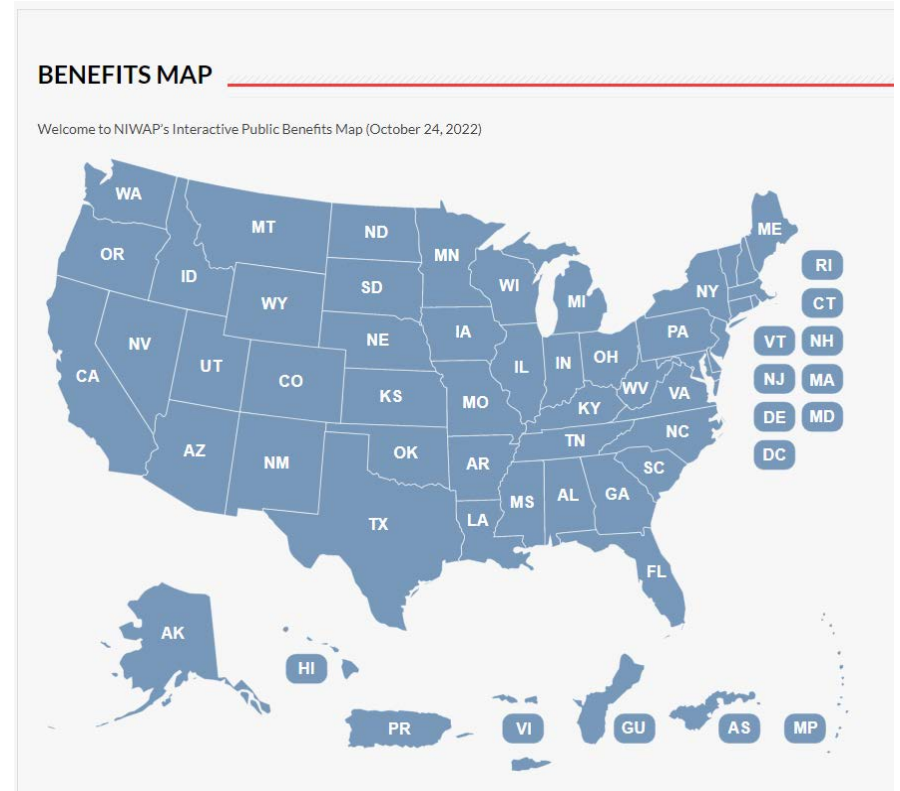 BENEFITS MAP
Welcome to NIWAP's Interactive Public Benefits Map (October 24, 2022)
WA
MT
ND
MN
ME
OR
ID
SD
WI
RI
WY
MI
NY
CT
NV
NE
IA
PA
VT
NH
CA
UT
CO
IL
IN
OH
KS
MO
WV
VA
NJ
MA
KY
DE
MD
AZ
NM
OK
AR
TN
NC
DC
SC
TX
LA
MS
AL
GA
FL
AK
HI
PR
VI
GU
AS
MP